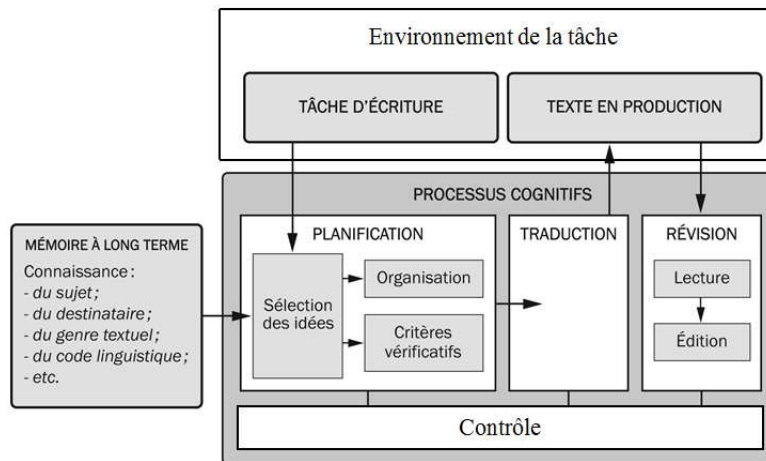 Environnement de la tâche
TÂCHE D'ÉCRITURE
TEXTE EN PRODUCTION
PROCESSUS COGNITIFS
MÉMOIRE À LONG TERME
Connaissance :
- du sujet ;
- du destinataire ;
- du genre textuel ;
- du code linguistique ;
- etc.
PLANIFICATION
Sélection
des idées
Organisation
Critères
vérificatifs
TRADUCTION
RÉVISION
Lecture
Édition
Contrôle